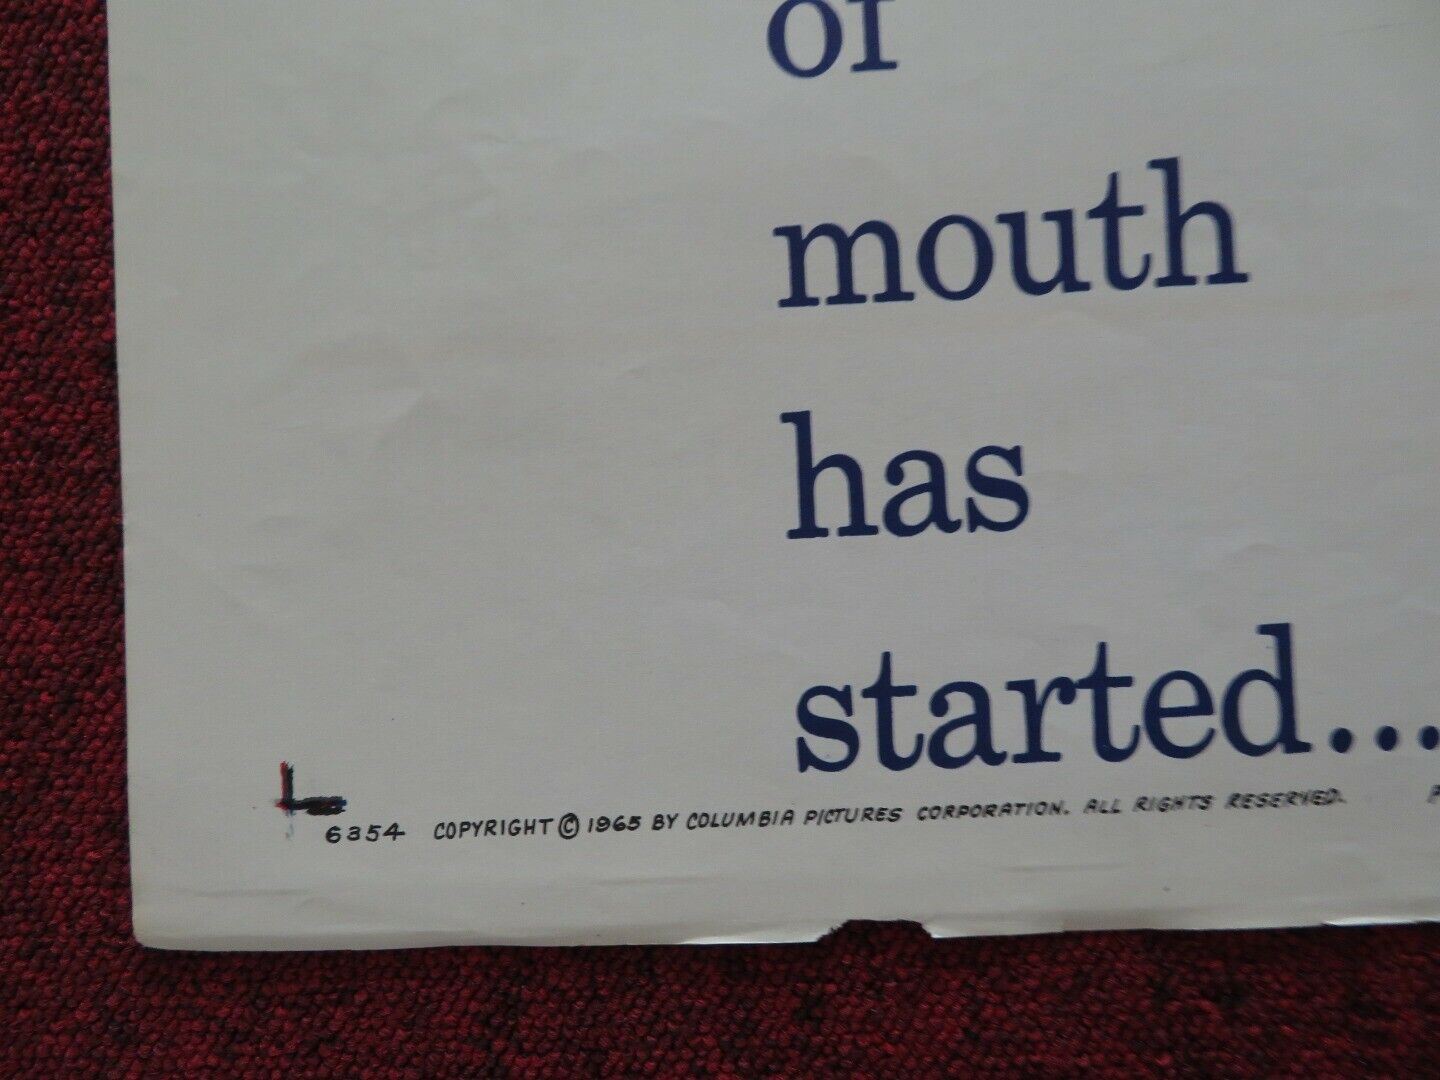 of
mouth
has
started...
6354 COPYRIGHT © 1965 BY COLUMBIA PICTURES CORPORATION. ALL RIGHTS RESERVED.